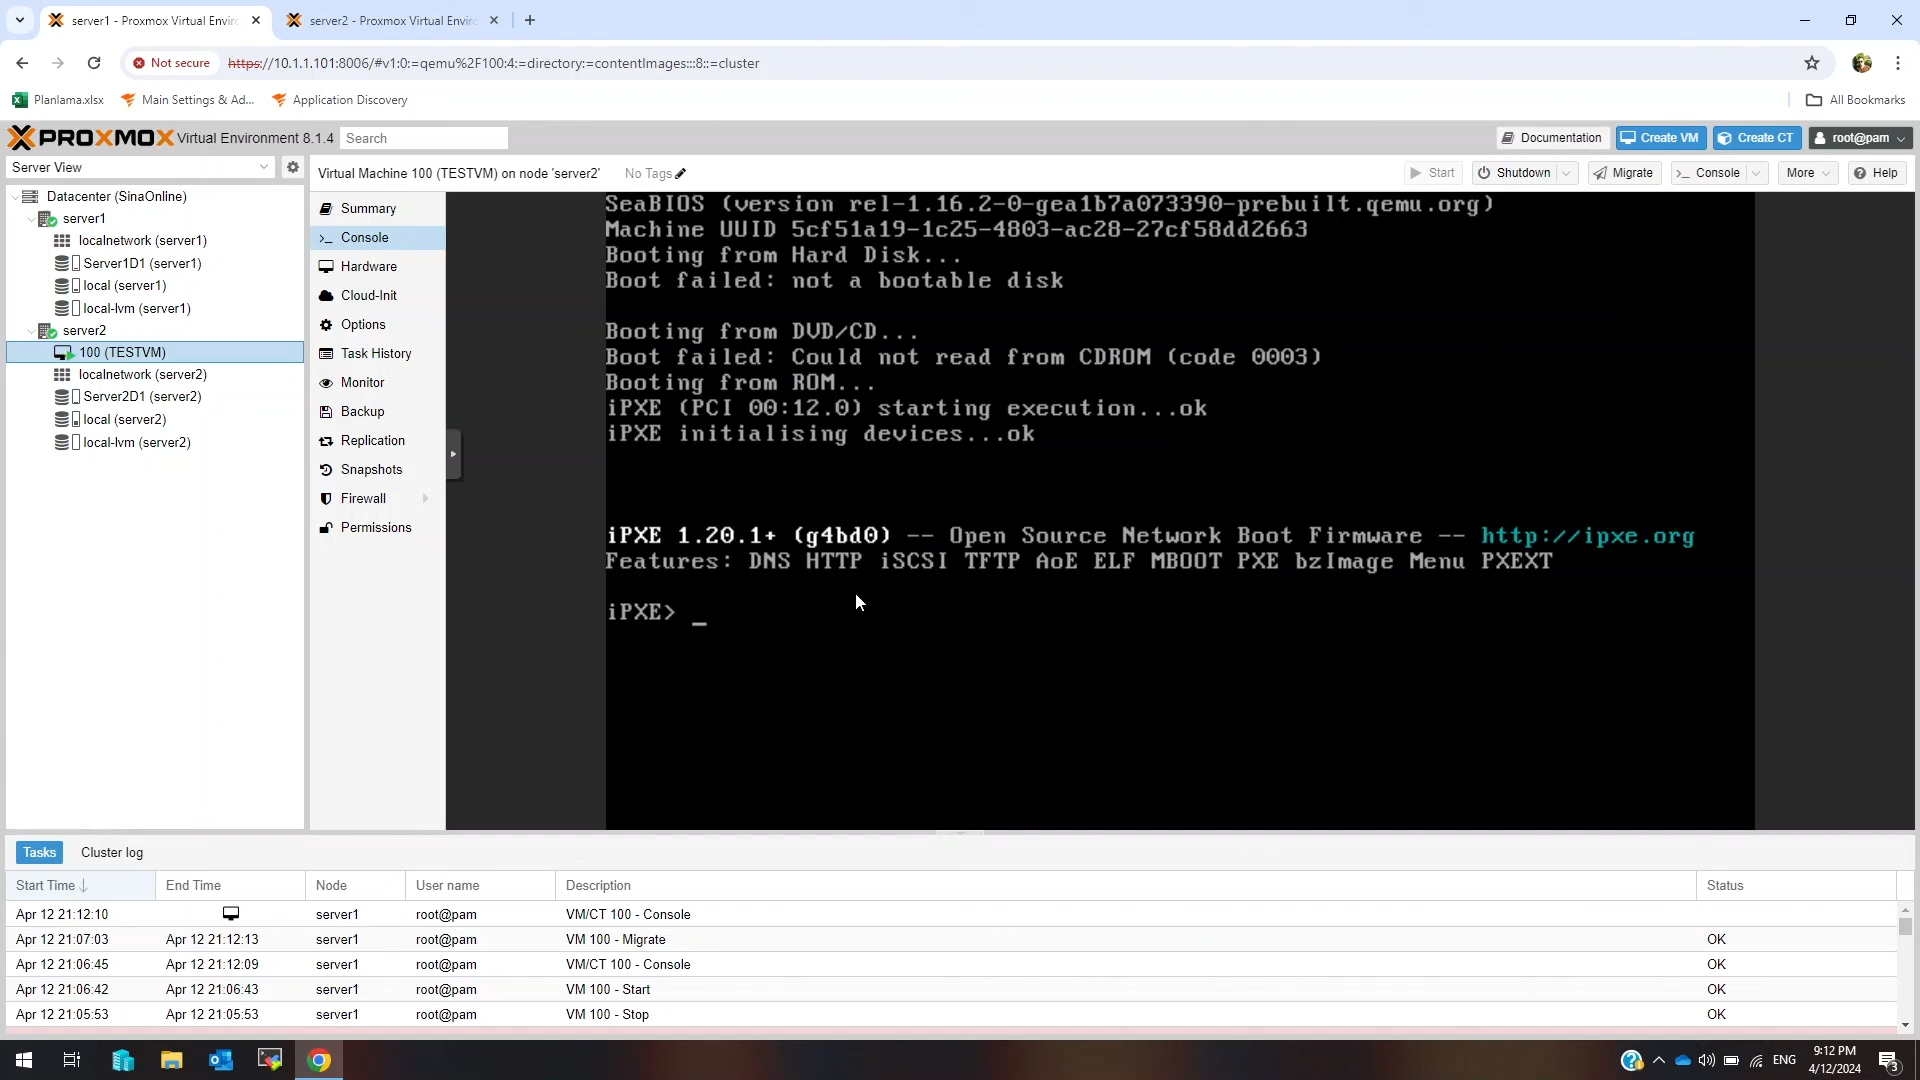 server1 - Proxmox Virtual Enviro
server2 - Proxmox Virtual Enviro
Not secure
https://10.1.1.101:8006/#v1:0:=qemu%2F100:4:=directory:=contentImages:::8::=cluster
Planlama.xlsx
Main Settings & Ad...
Application Discovery
All Bookmarks
PROXMOX Virtual Environment 8.1.4
Search
Documentation
Create VM
Create CT
root@pam
Server View
Virtual Machine 100 (TESTVM) on node 'server2'
No Tags
Start
Shutdown
Migrate
>_ Console
More
Help
Datacenter (SinaOnline)
server1
localnetwork (server1)
Server1D1 (server1)
local (server1)
local-lvm (server1)
server2
100 (TESTVM)
localnetwork (server2)
Server2D1 (server2)
local (server2)
local-lvm (server2)
Summary
>_ Console
Hardware
Cloud-Init
Options
Task History
Monitor
Backup
Replication
Snapshots
Firewall
Permissions
SeaBIOS (version rel-1.16.2-0-gea1b7a073390-prebuilt.qemu.org)
Machine UUID 5cf51a19-1c25-4803-ac28-27cf58dd2663
Booting from Hard Disk...
Boot failed: not a bootable disk
Booting from DVD/CD...
Boot failed: Could not read from CDROM (code 0003)
Booting from ROM...
iPXE (PCI 00:12.0) starting execution...ok
iPXE initialising devices...ok
iPXE 1.20.1+ (g4bd0) -- Open Source Network Boot Firmware -- http://ipxe.org
Features: DNS HTTP iSCSI TFTP AoE ELF MBOOT PXE bzImage Menu PXEXT
iPXE> _
Tasks
Cluster log
Start Time End Time Node User name Description Status
Apr 12 21:12:10 server1 root@pam VM/CT 100 - Console
Apr 12 21:07:03 Apr 12 21:12:13 server1 root@pam VM 100 - Migrate OK
Apr 12 21:06:45 Apr 12 21:12:09 server1 root@pam VM/CT 100 - Console OK
Apr 12 21:06:42 Apr 12 21:06:43 server1 root@pam VM 100 - Start OK
Apr 12 21:05:53 Apr 12 21:05:53 server1 root@pam VM 100 - Stop OK
ENG
9:12 PM
4/12/2024
3